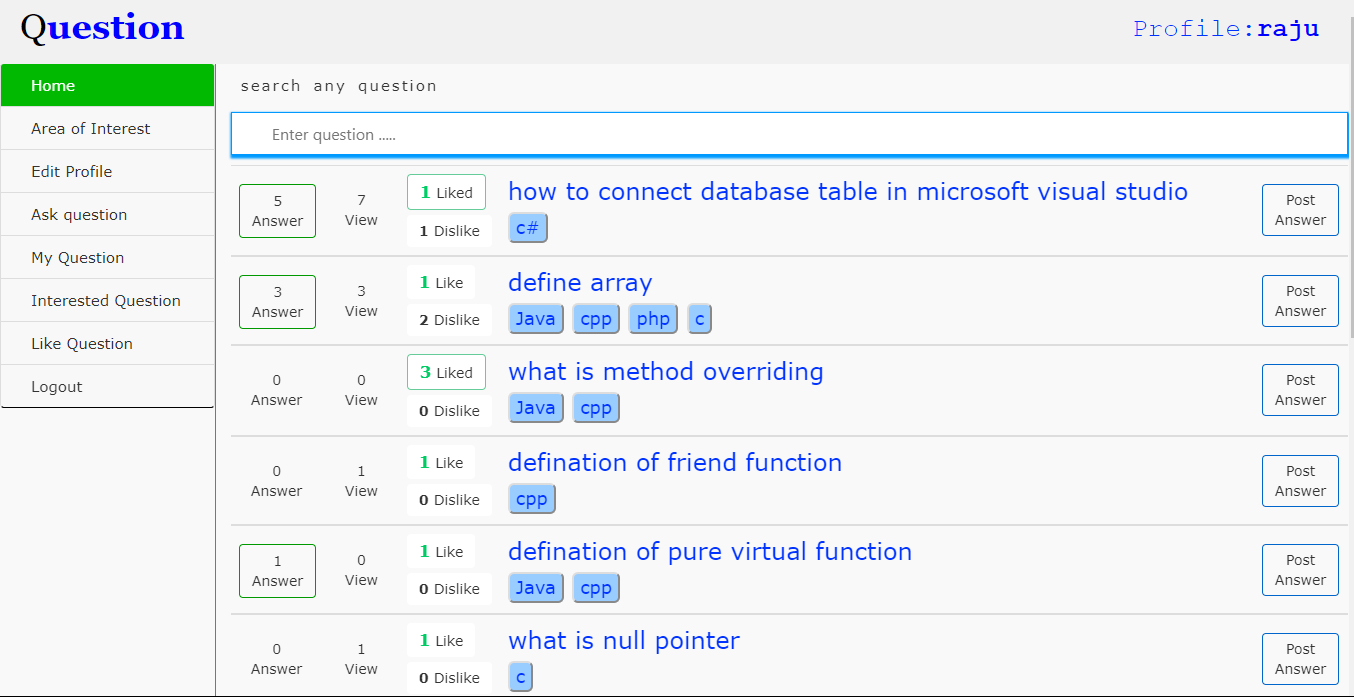 Question
Profile:raju
Home
Area of Interest
Edit Profile
Ask question
My Question
Interested Question
Like Question
Logout
search any question
Enter question .....
5
Answer
7
View
1 Liked
1 Dislike
how to connect database table in microsoft visual studio
c#
Post
Answer
3
Answer
3
View
1 Like
2 Dislike
define array
Java cpp php c
Post
Answer
0
Answer
0
View
3 Liked
0 Dislike
what is method overriding
Java cpp
Post
Answer
0
Answer
1
View
1 Like
0 Dislike
defination of friend function
cpp
Post
Answer
1
Answer
0
View
1 Like
0 Dislike
defination of pure virtual function
Java cpp
Post
Answer
0
Answer
1
View
1 Like
0 Dislike
what is null pointer
c
Post
Answer